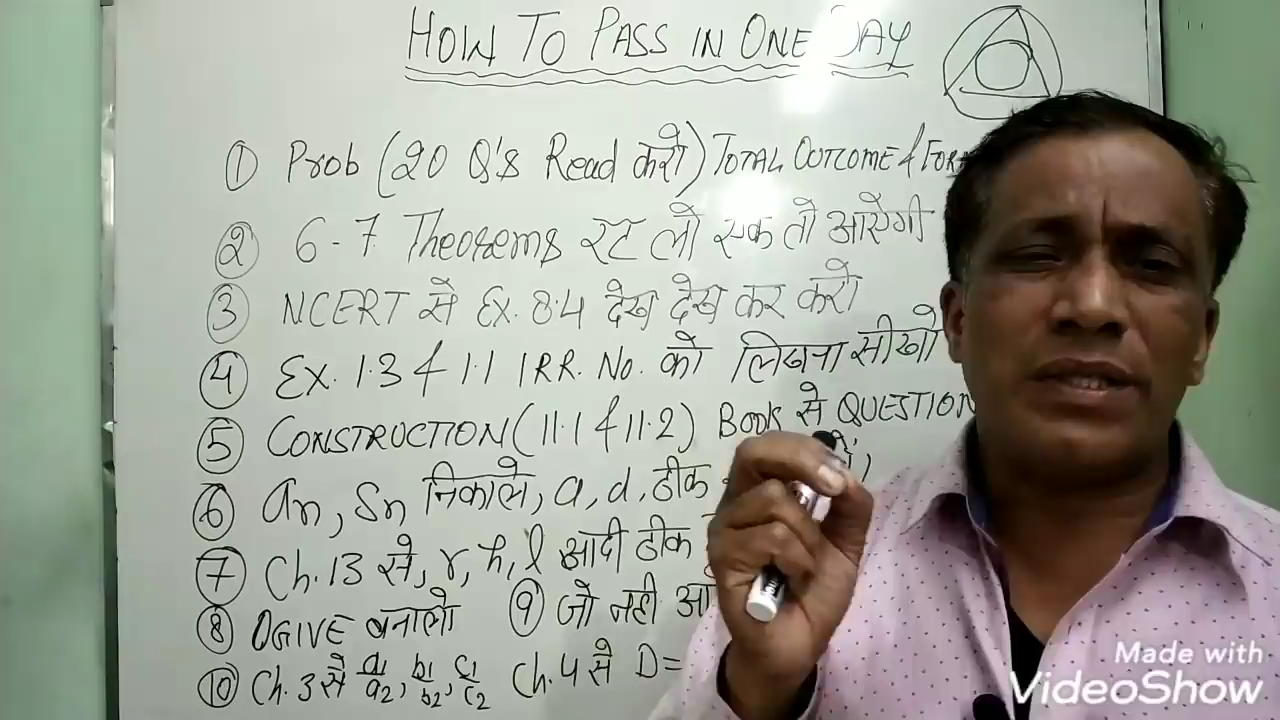 HOW TO PASS IN ONE DAY
① Prob (20 Q's Read करो) TOTAL OUTCOME & FOR
② 6-7 Theorems रट लो एक तो आएगी
③ NCERT से Ex. 8.4 देख देख कर करो
④ Ex. 1.3 & 1.1 IRR. No. को लिखना सीखो
⑤ CONSTRUCTION (11.1 & 11.2) BOOK से QUESTION
⑥ an, Sn निकालो, a, d, ठीक
⑦ Ch. 13 से, r, h, l आदी ठीक
⑧ OGIVE बनालो ⑨ जो नही आ
⑩ Ch. 3 से a1/a2, b1/b2, c1/c2 Ch. 4 से D=
Made with
VideoShow